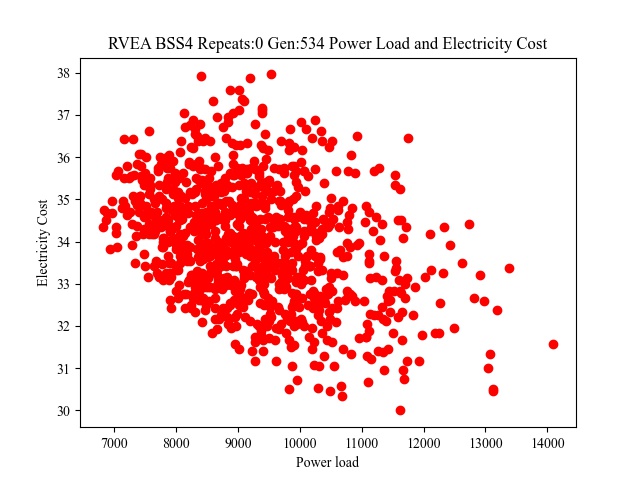 RVEA BSS4 Repeats:0 Gen:534 Power Load and Electricity Cost
38
37
36
35
34
33
32
31
30
Electricity Cost
7000 8000 9000 10000 11000 12000 13000 14000
Power load